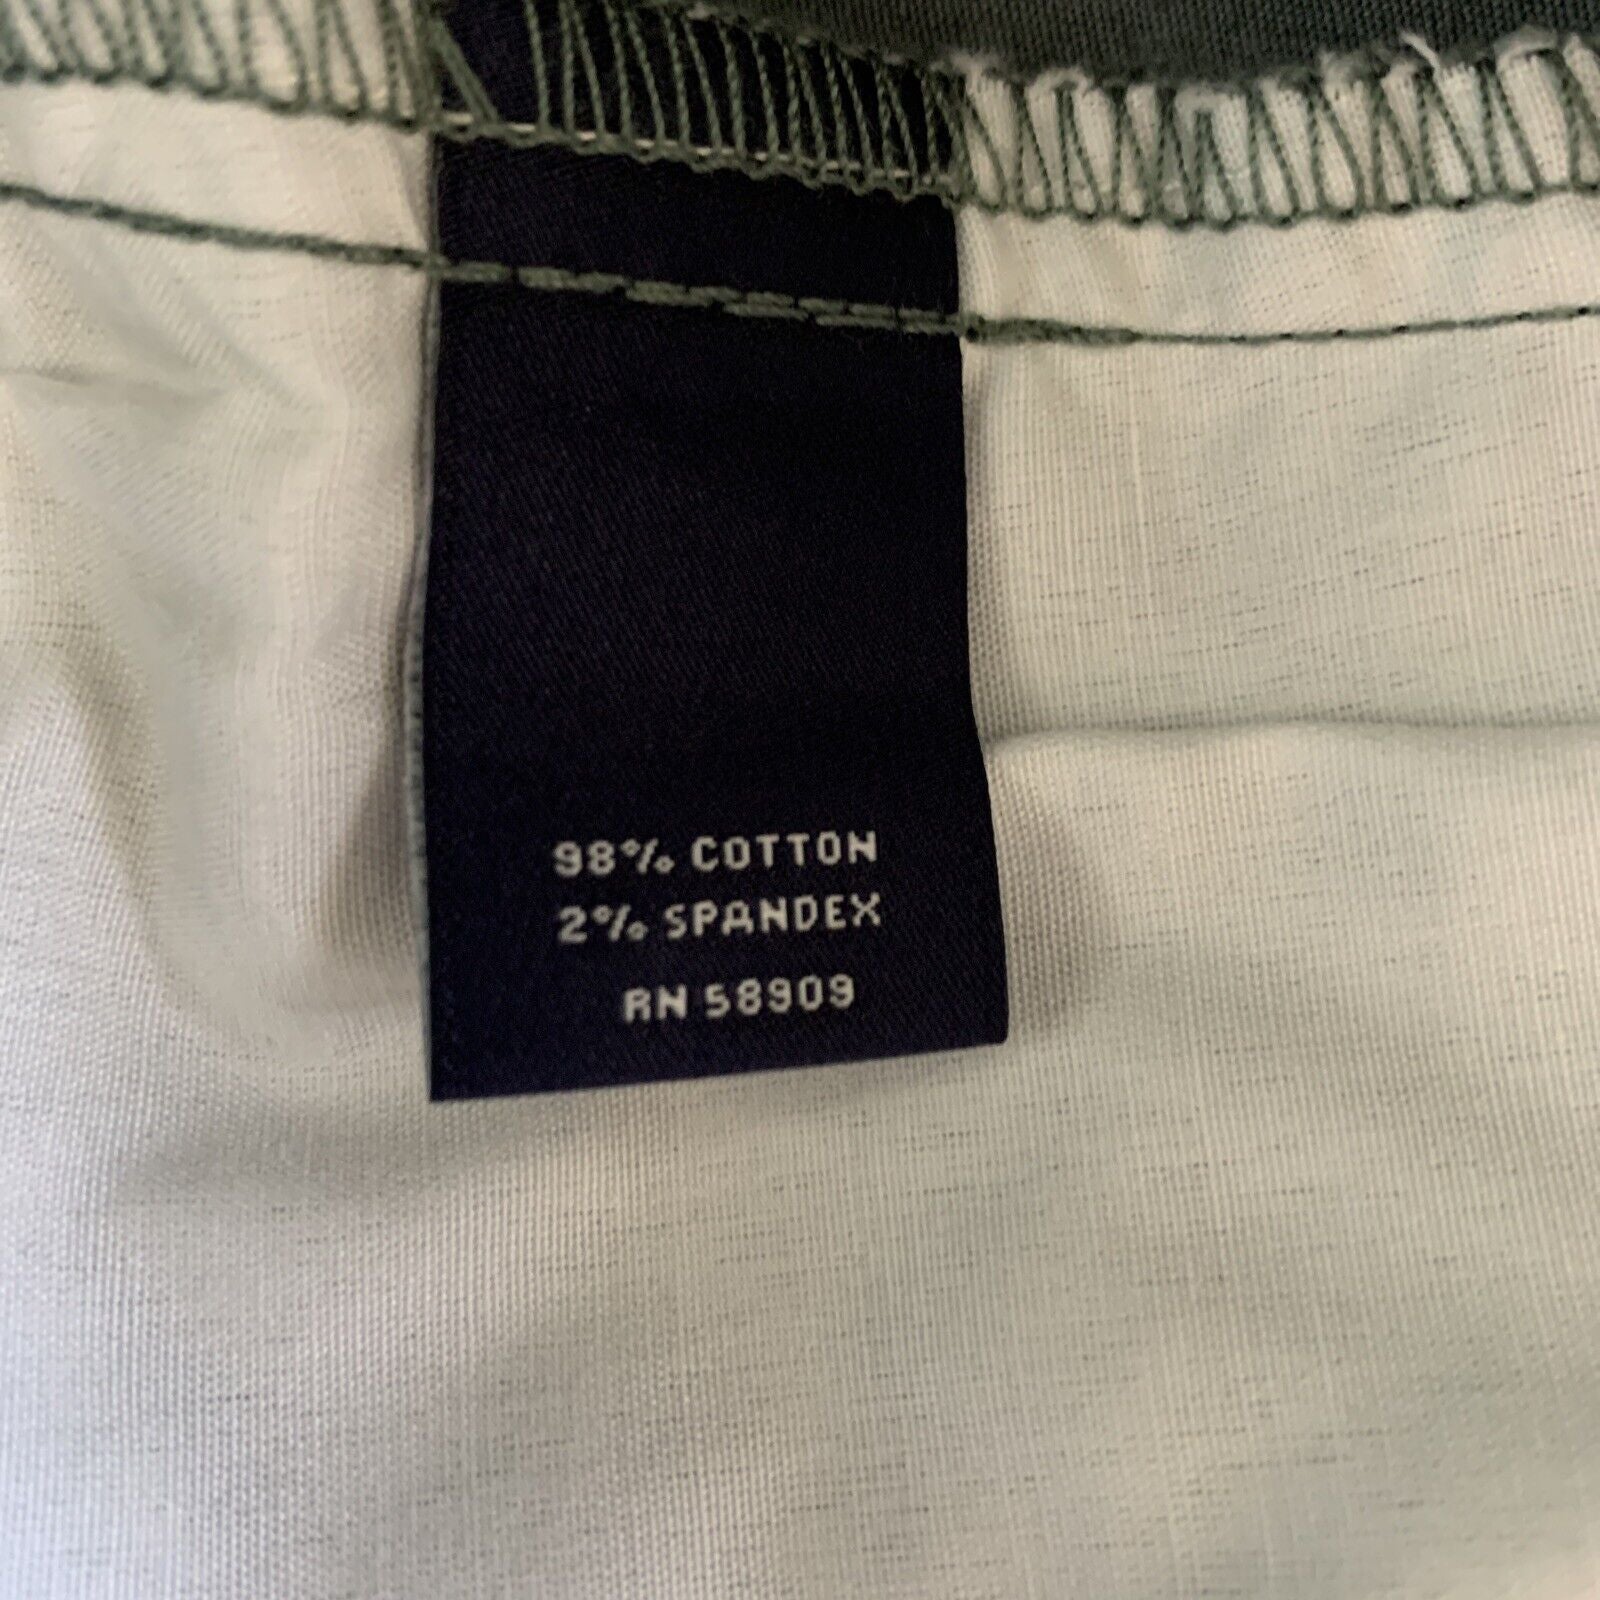 98% COTTON
2% SPANDEX
RN 58909